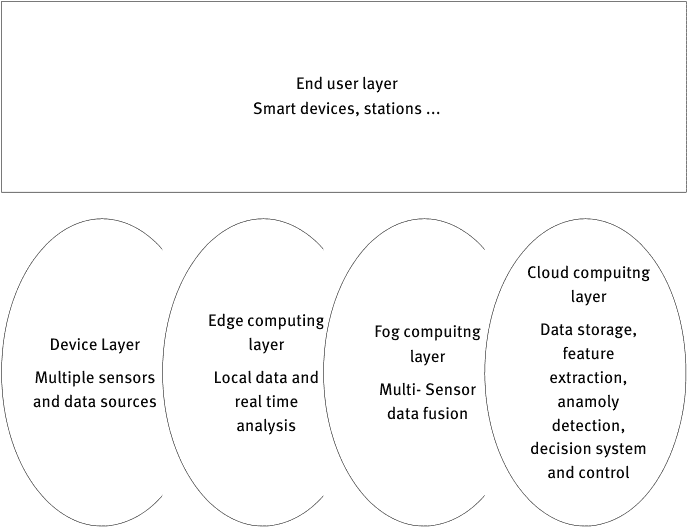 End user layer
Smart devices, stations ...
Device Layer
Multiple sensors
and data sources
Edge computing
layer
Local data and
real time
analysis
Fog compuitng
layer
Multi- Sensor
data fusion
Cloud compuitng
layer
Data storage,
feature
extraction,
anamoly
detection,
decision system
and control